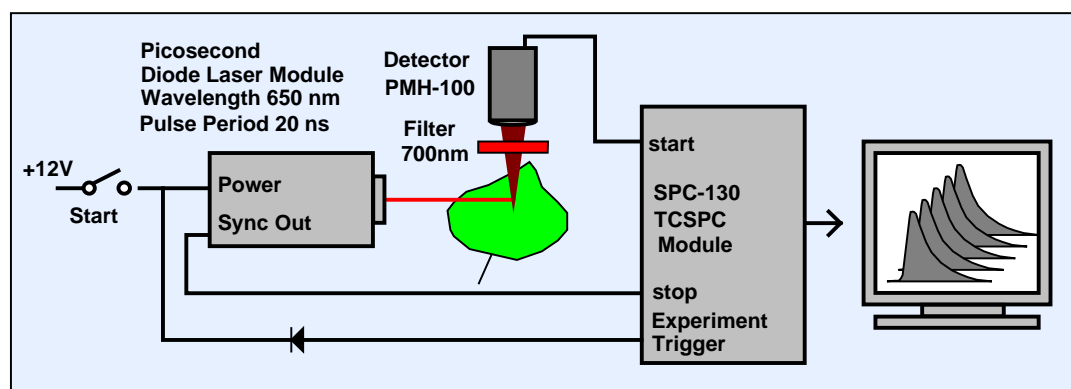 Picosecond
Diode Laser Module
Wavelength 650 nm
Pulse Period 20 ns
Detector
PMH-100
Filter
700nm
+12V
Start
Power
Sync Out
start
SPC-130
TCSPC
Module
stop
Experiment
Trigger